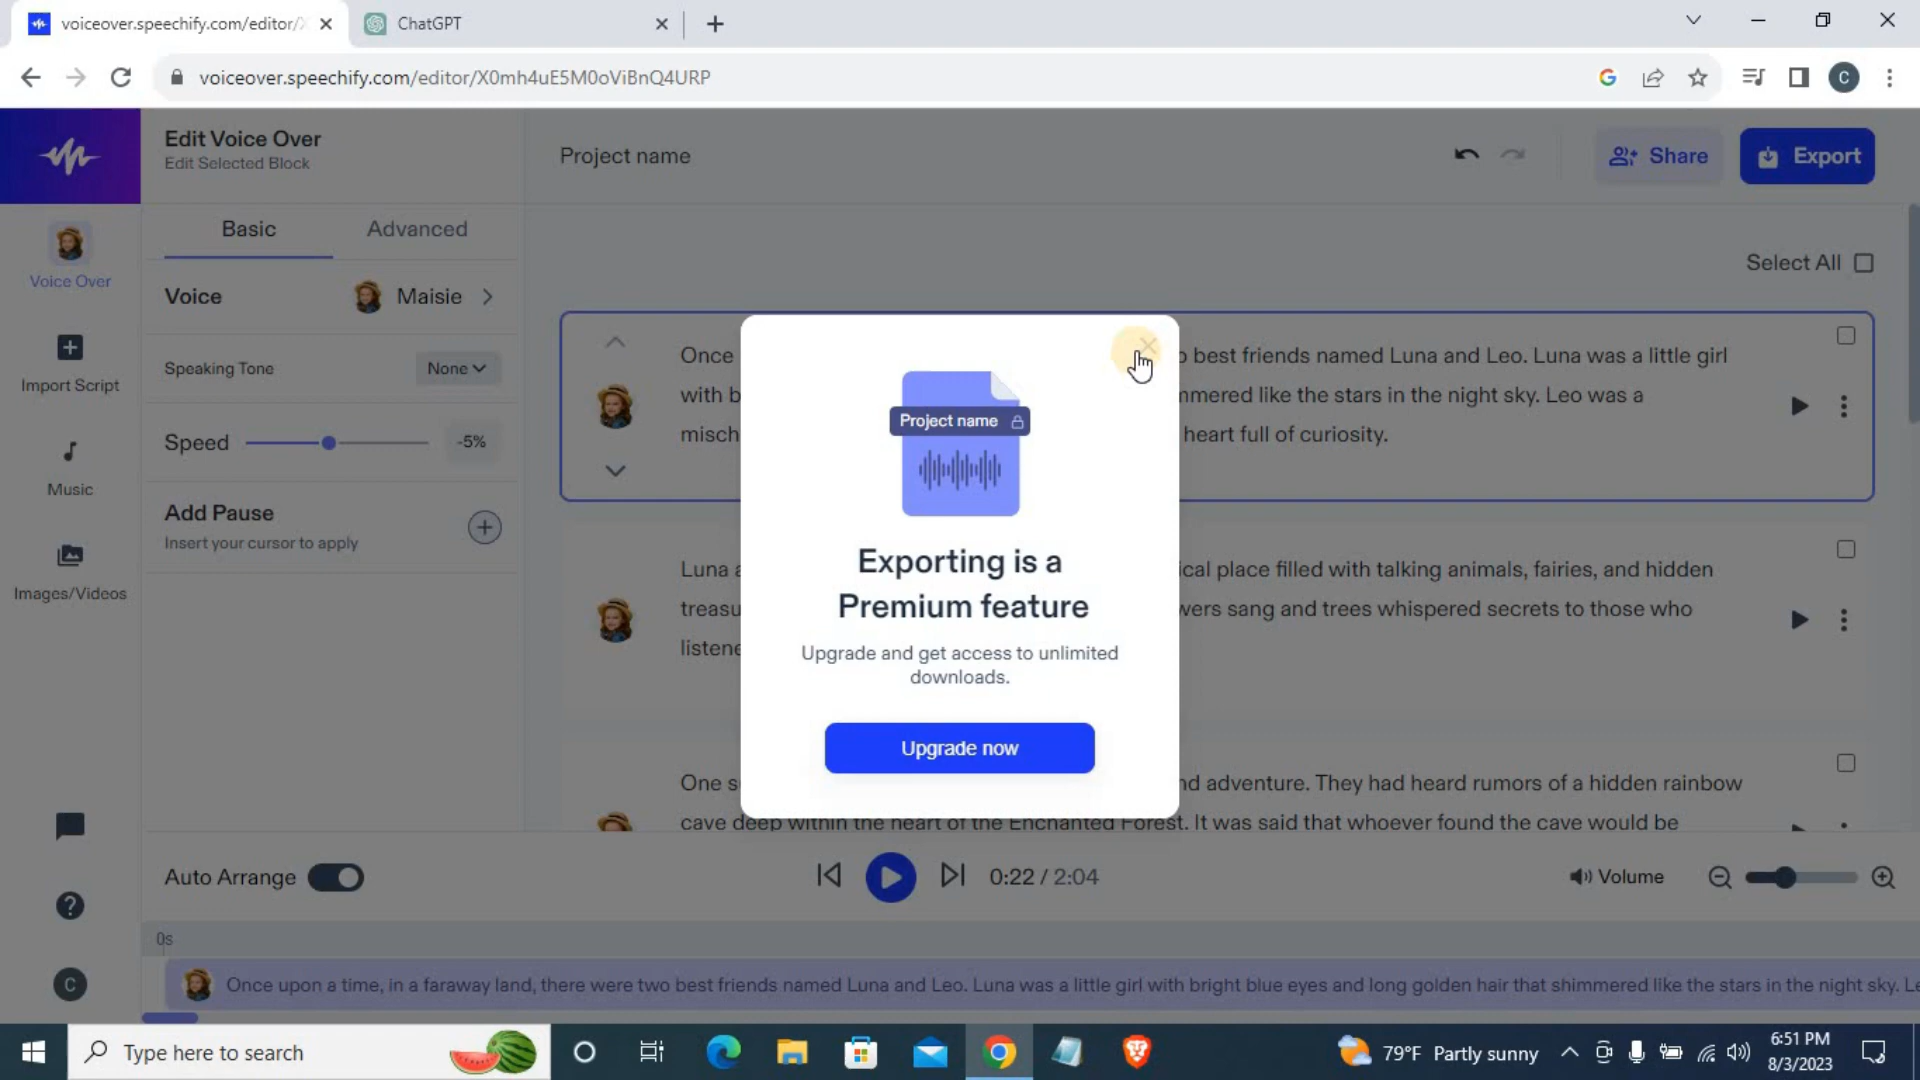 voiceover.speechify.com/editor/
ChatGPT
voiceover.speechify.com/editor/X0mh4uE5M0oViBnQ4URP
C
Edit Voice Over
Edit Selected Block
Project name
Share
Export
Basic
Advanced
Select All
Voice Over
Voice
Maisie
Import Script
Speaking Tone
None
Once
best friends named Luna and Leo. Luna was a little girl
with
like the stars in the night sky. Leo was a
heart full of curiosity.
Project name
Speed
-5%
Music
Add Pause
Insert your cursor to apply
Exporting is a
Premium feature
Upgrade and get access to unlimited
downloads.
Upgrade now
Luna
place filled with talking animals, fairies, and hidden
sang and trees whispered secrets to those who
Images/Videos
One
adventure. They had heard rumors of a hidden rainbow
cave deep within the heart of the Enchanted Forest. It was said that whoever found the cave would be
Auto Arrange
0:22 / 2:04
Volume
0s
C
Once upon a time, in a faraway land, there were two best friends named Luna and Leo. Luna was a little girl with bright blue eyes and long golden hair that shimmered like the stars in the night sky.
Type here to search
79°F Partly sunny
6:51 PM
8/3/2023